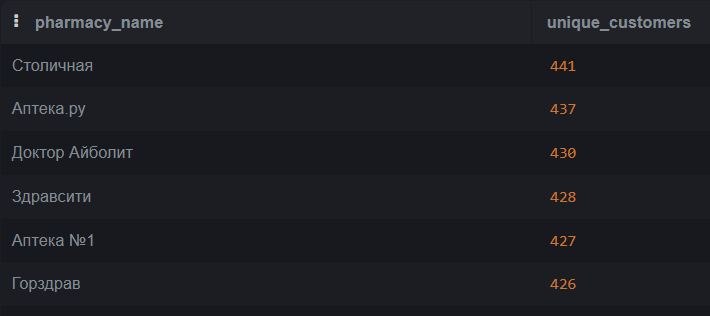 pharmacy_name unique_customers
Столичная 441
Аптека.ру 437
Доктор Айболит 430
Здравсити 428
Аптека №1 427
Горздрав 426